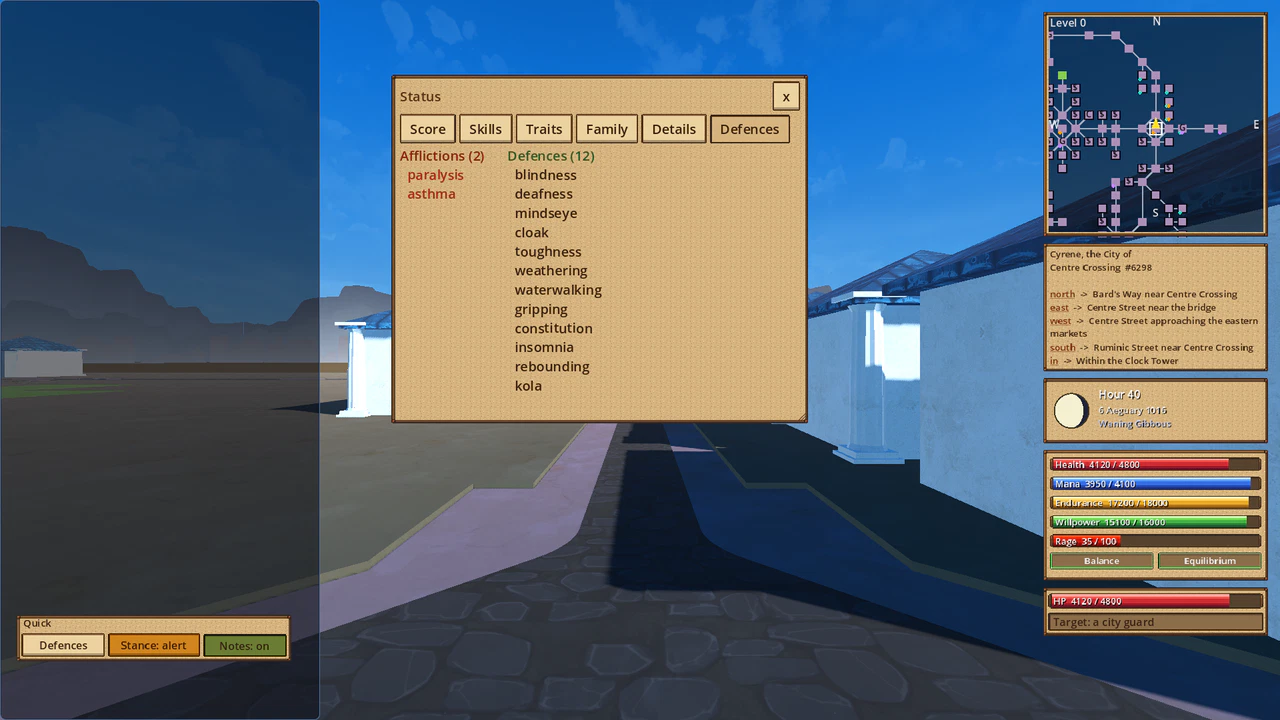 Status
x
Score Skills Traits Family Details Defences
Afflictions (2)
paralysis
asthma
Defences (12)
blindness
deafness
mindseye
cloak
toughness
weathering
waterwalking
gripping
constitution
insomnia
rebounding
kola
Quick
Defences Stance: alert Notes: on
Level 0
N
W
E
S
Cyrene, the City of
Centre Crossing #6298
north -> Bard's Way near Centre Crossing
east -> Centre Street near the bridge
west -> Centre Street approaching the eastern
markets
south -> Ruminic Street near Centre Crossing
in -> Within the Clock Tower
Hour 40
6 Aeguary 1016
Waning Gibbous
Health 4120 / 4800
Mana 3950 / 4100
Endurance 17200 / 18000
Willpower 15100 / 16000
Rage 35 / 100
Balance Equilibrium
HP 4120 / 4800
Target: a city guard